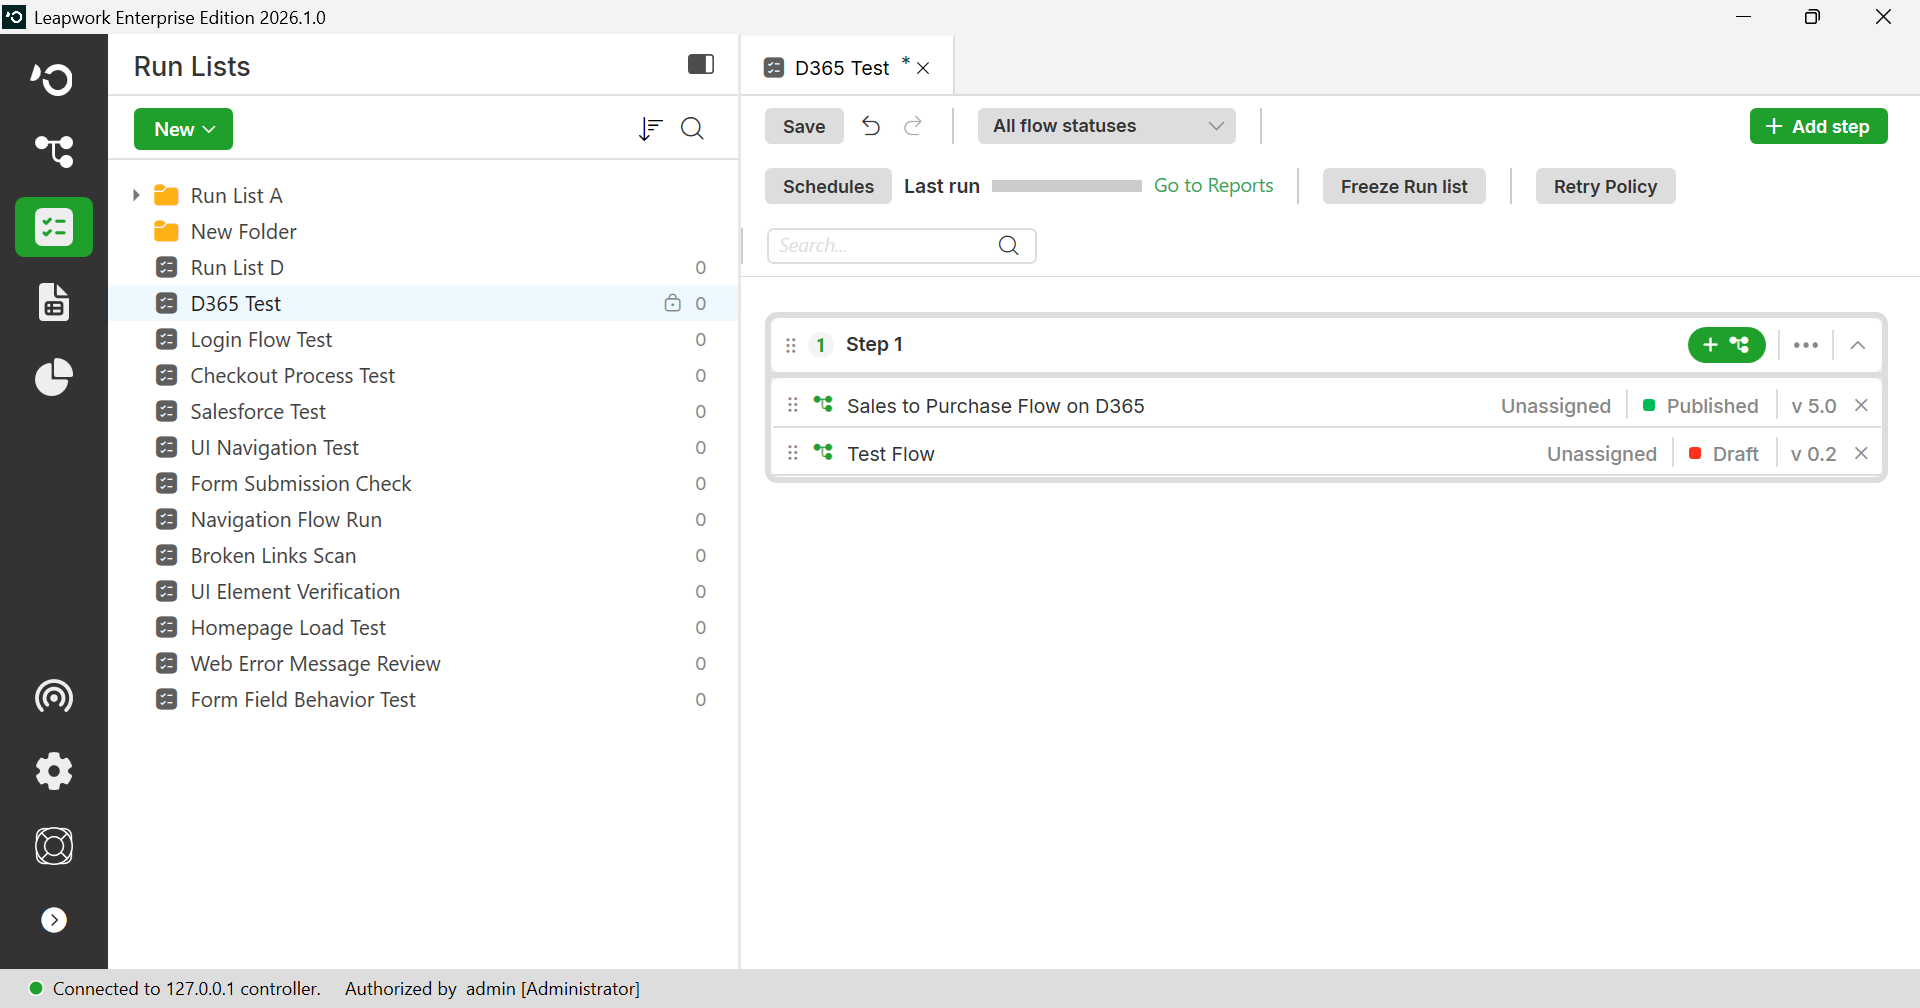 Leapwork Enterprise Edition 2026.1.0
Run Lists
New
Run List A
New Folder
Run List D 0
D365 Test 0
Login Flow Test 0
Checkout Process Test 0
Salesforce Test 0
UI Navigation Test 0
Form Submission Check 0
Navigation Flow Run 0
Broken Links Scan 0
UI Element Verification 0
Homepage Load Test 0
Web Error Message Review 0
Form Field Behavior Test 0
D365 Test *
Save All flow statuses + Add step
Schedules Last run Go to Reports Freeze Run list Retry Policy
Search...
1 Step 1
Sales to Purchase Flow on D365 Unassigned Published v 5.0
Test Flow Unassigned Draft v 0.2
Connected to 127.0.0.1 controller. Authorized by admin [Administrator]